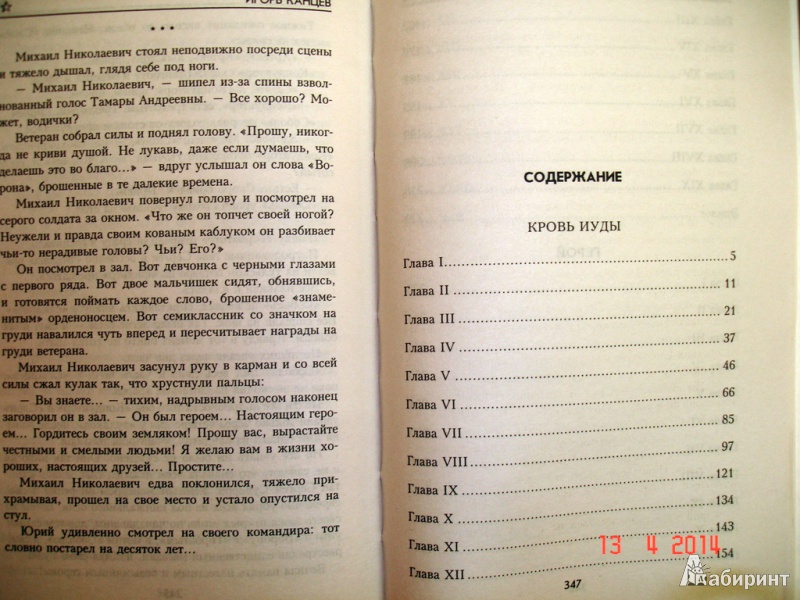 ИГОРЬ КАНЦЕВ
* * *
Михаил Николаевич стоял неподвижно посреди сцены
и тяжело дышал, глядя себе под ноги.
— Михаил Николаевич, — шипел из-за спины взвол-
нованный голос Тамары Андреевны. — Все хорошо? Мо-
жет, водички?
Ветеран собрал силы и поднял голову. «Прошу, никог-
да не криви душой. Не лукавь, даже если думаешь, что
делаешь это во благо...» — вдруг услышал он слова «Во-
рона», брошенные в те далекие времена.
Михаил Николаевич повернул голову и посмотрел на
серого солдата за окном. «Что же он топчет своей ногой?
Неужели и правда своим кованым каблуком он разбивает
чьи-то нерадивые головы? Чьи? Его?»
Он посмотрел в зал. Вот девчонка с черными глазами
с первого ряда. Вот двое мальчишек сидят, обнявшись,
и готовятся поймать каждое слово, брошенное «знаме-
нитым» орденоносцем. Вот семиклассник со значком на
груди навалился чуть вперед и пересчитывает награды на
груди ветерана.
Михаил Николаевич засунул руку в карман и со всей
силы сжал кулак так, что хрустнули пальцы:
— Вы знаете... — тихим, надрывным голосом наконец
заговорил он в зал. — Он был героем... Настоящим геро-
ем... Гордитесь своим земляком! Прошу вас, вырастайте
честными и смелыми людьми! Я желаю вам в жизни хо-
роших, настоящих друзей... Простите...
Михаил Николаевич едва поклонился, тяжело при-
храмывая, прошел на свое место и устало опустился на
стул.
Юрий удивленно смотрел на своего командира: тот
словно постарел на десяток лет...
СОДЕРЖАНИЕ
КРОВЬ ИУДЫ
Глава I 5
Глава II 11
Глава III 21
Глава IV 37
Глава V 46
Глава VI 66
Глава VII 85
Глава VIII 97
Глава IX 121
Глава X 134
Глава XI 143
Глава XII 154
347
13 4 2014
Лабиринт